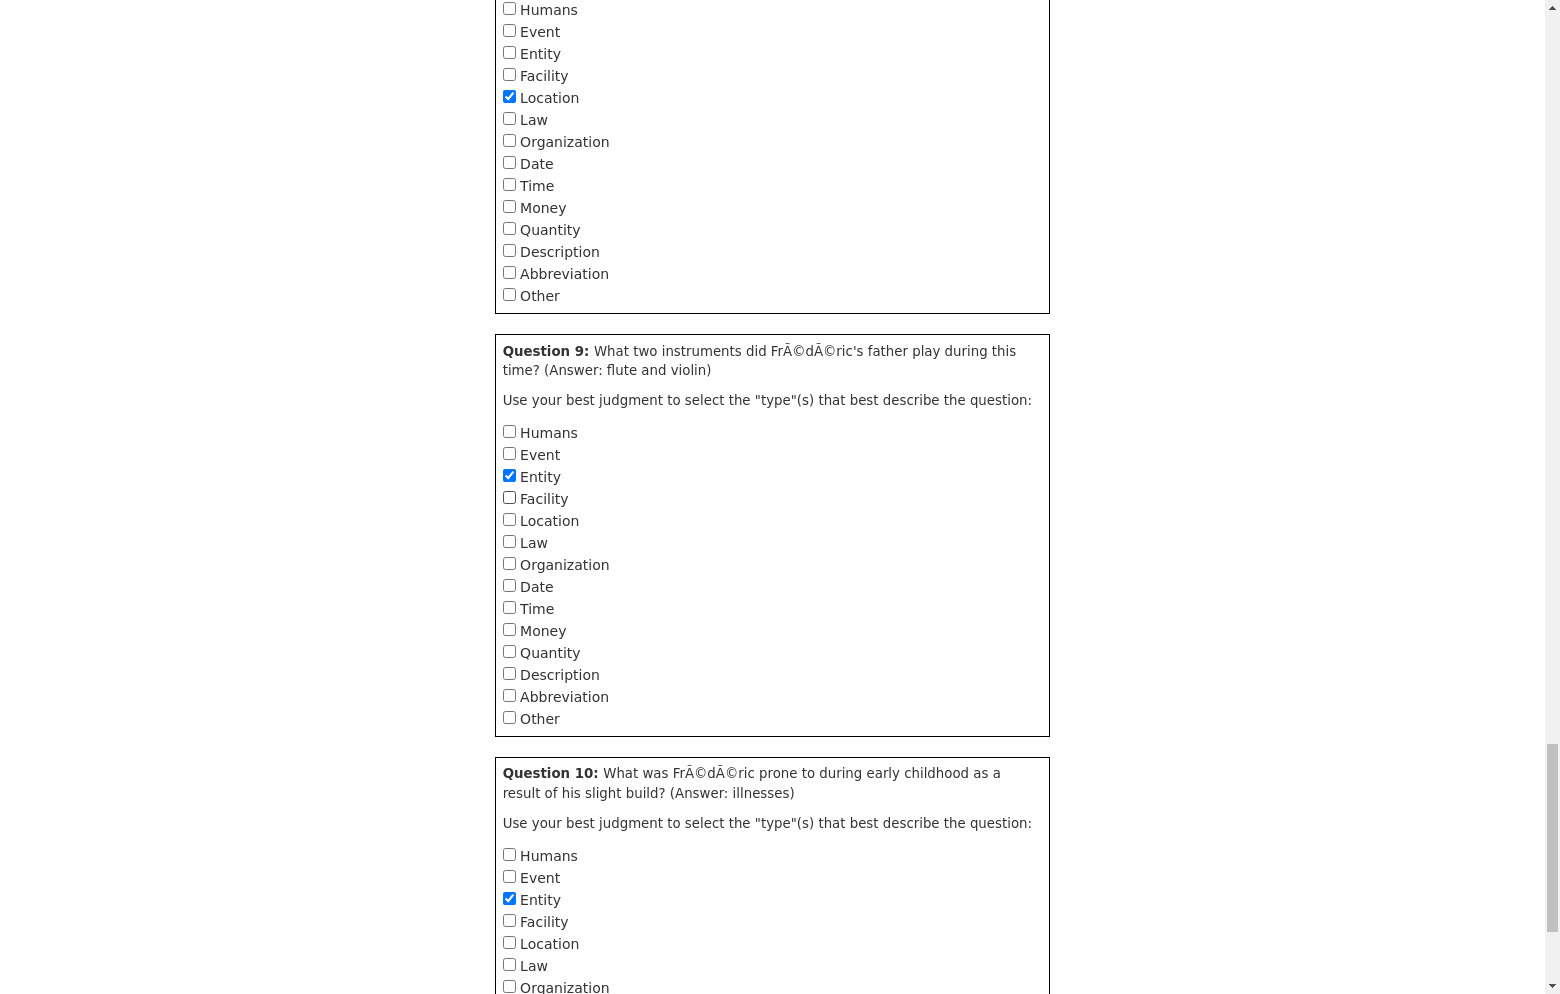 Humans
Event
Entity
Facility
Location
Law
Organization
Date
Time
Money
Quantity
Description
Abbreviation
Other
Question 9: What two instruments did FrÃ©dÃ©ric's father play during this
time? (Answer: flute and violin)
Use your best judgment to select the "type"(s) that best describe the question:
Humans
Event
Entity
Facility
Location
Law
Organization
Date
Time
Money
Quantity
Description
Abbreviation
Other
Question 10: What was FrÃ©dÃ©ric prone to during early childhood as a
result of his slight build? (Answer: illnesses)
Use your best judgment to select the "type"(s) that best describe the question:
Humans
Event
Entity
Facility
Location
Law
Organization